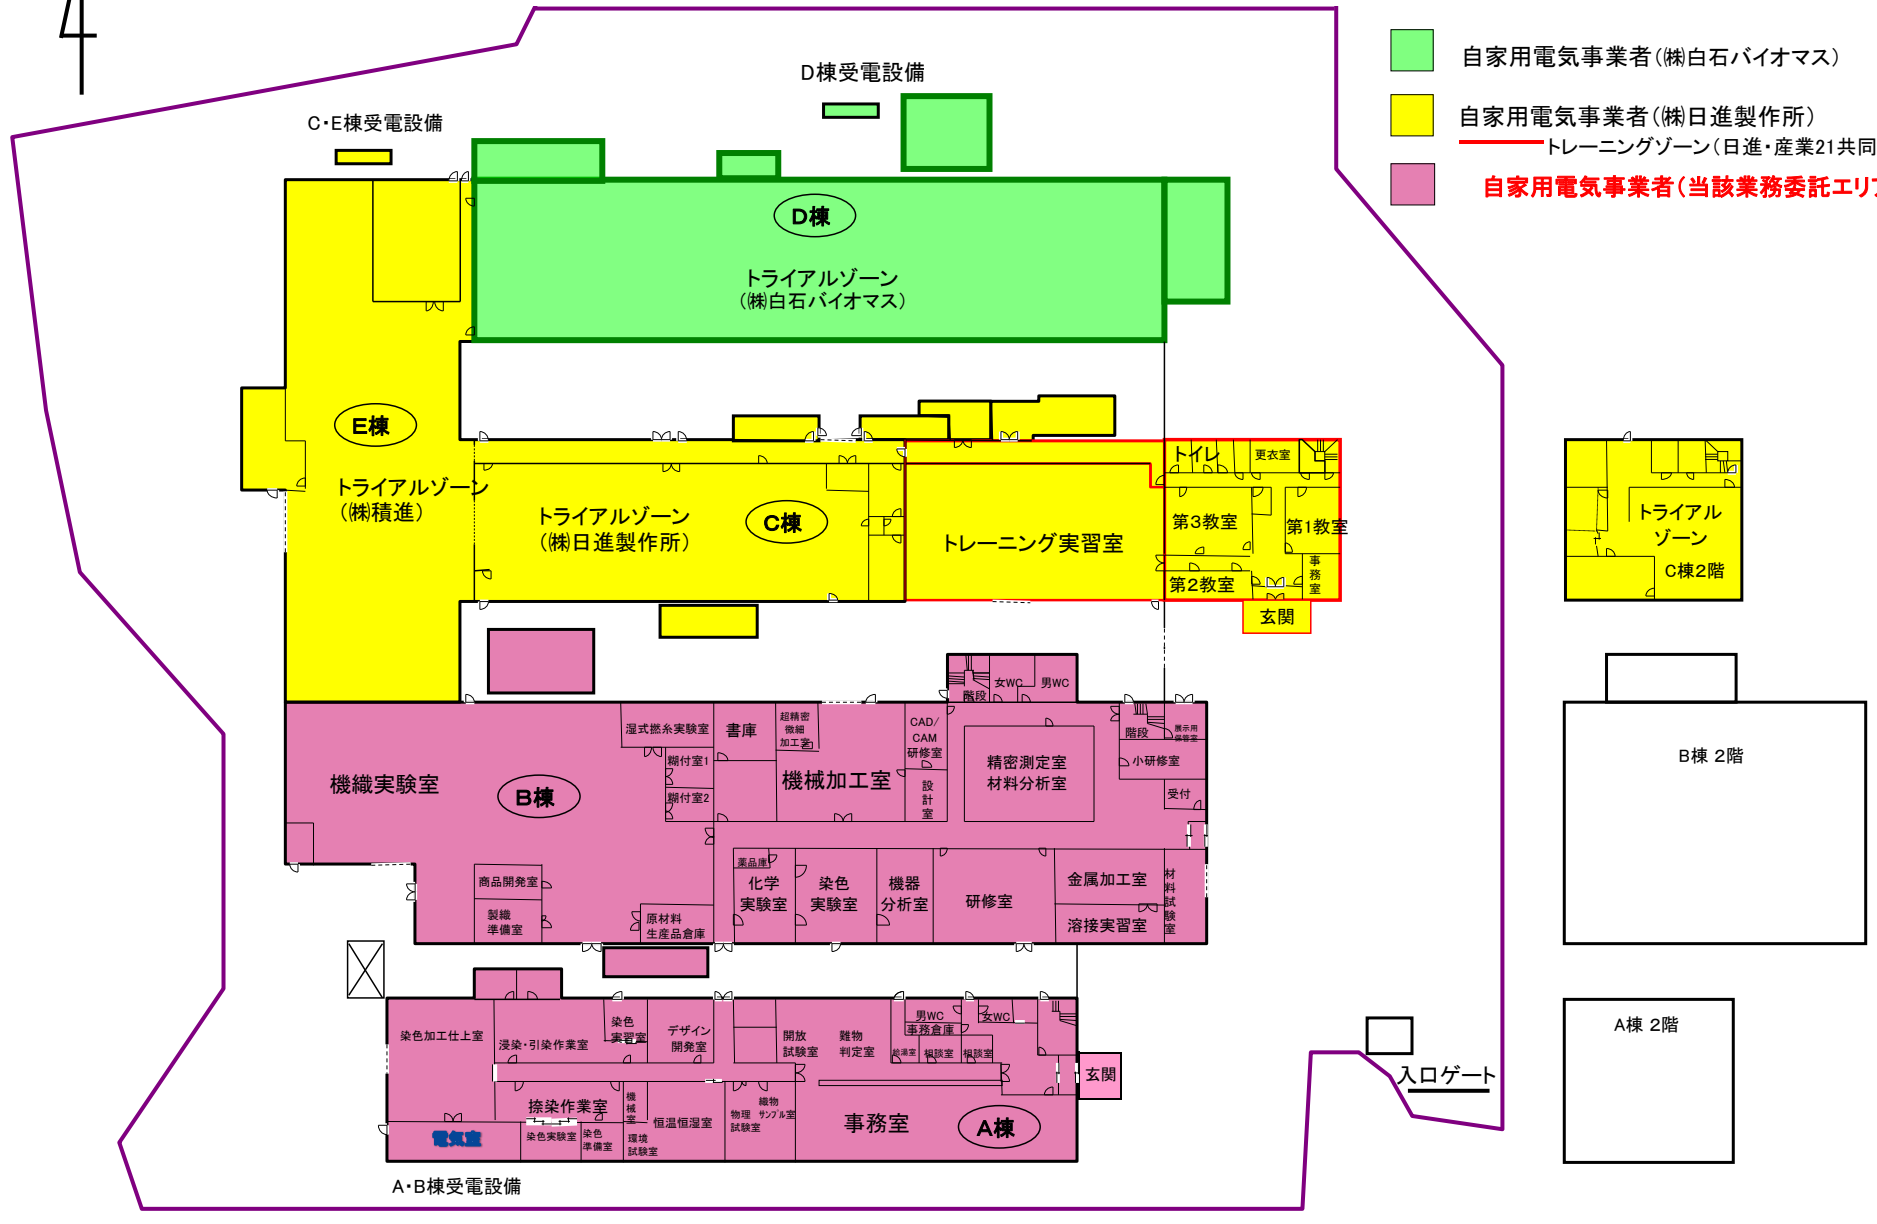 D棟受電設備
自家用電気事業者(㈱白石バイオマス)
自家用電気事業者(㈱日進製作所)
トレーニングゾーン(日進・産業21共同
自家用電気事業者(当該業務委託エリ
C・E棟受電設備
D棟
トライアルゾーン
(㈱白石バイオマス)
E棟
トライアルゾーン
(㈱積進)
トライアルゾーン
(㈱日進製作所)
C棟
トレーニング実習室
トイレ
更衣室
第3教室
第1教室
第2教室
事務室
玄関
トライアル
ゾーン
C棟2階
階段
女WC
男WC
湿式撚糸実験室
書庫
超精密
微細
加工室
CAD/
CAM
研修室
階段
展示用
保管室
機織実験室
B棟
糊付室1
糊付室2
機械加工室
設計室
精密測定室
材料分析室
小研修室
受付
B棟 2階
商品開発室
製織
準備室
原材料
生産品倉庫
薬品庫
化学
実験室
染色
実験室
機器
分析室
研修室
金属加工室
溶接実習室
材料試験室
染色加工仕上室
浸染・引染作業室
染色
実習室
デザイン
開発室
開放
試験室
難物
判定室
男WC
事務倉庫
女WC
給湯室
相談室
相談室
玄関
捺染作業室
機械室
恒温恒湿室
織物
サンプル室
物理
試験室
事務室
A棟
電気室
染色実験室
染色
準備室
環境
試験室
A・B棟受電設備
入口ゲート
A棟 2階